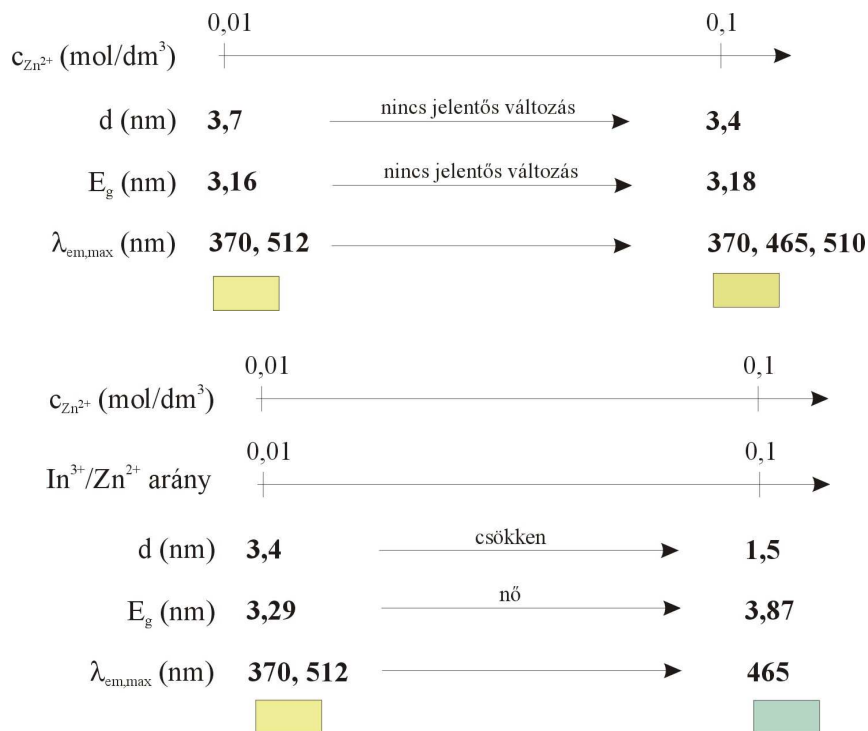 0,01 0,1
c_Zn²⁺ (mol/dm³)
d (nm) 3,7 nincs jelentős változás 3,4
E_g (nm) 3,16 nincs jelentős változás 3,18
λ_em,max (nm) 370, 512 370, 465, 510
0,01 0,1
c_Zn²⁺ (mol/dm³)
0,01 0,1
In³⁺/Zn²⁺ arány
d (nm) 3,4 csökken 1,5
E_g (nm) 3,29 nő 3,87
λ_em,max (nm) 370, 512 465